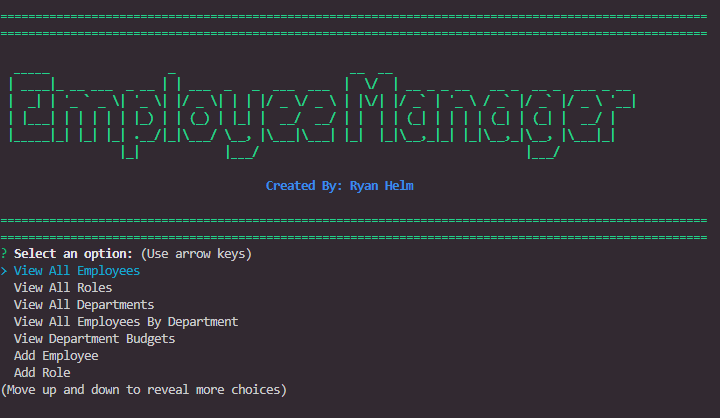 Employee Manager
Created By: Ryan Helm
? Select an option: (Use arrow keys)
> View All Employees
View All Roles
View All Departments
View All Employees By Department
View Department Budgets
Add Employee
Add Role
(Move up and down to reveal more choices)